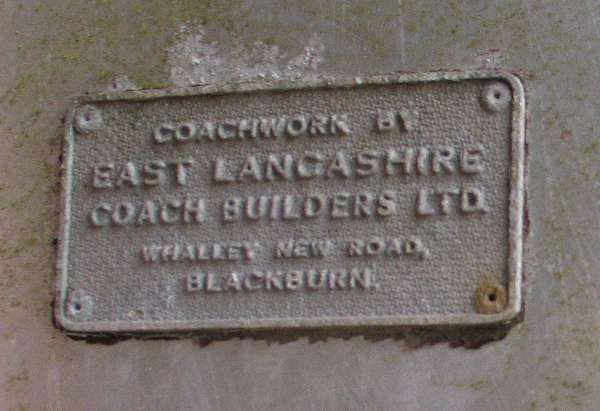 COACHWORK BY
EAST LANCASHIRE
COACH BUILDERS LTD.
WHALLEY NEW ROAD,
BLACKBURN.